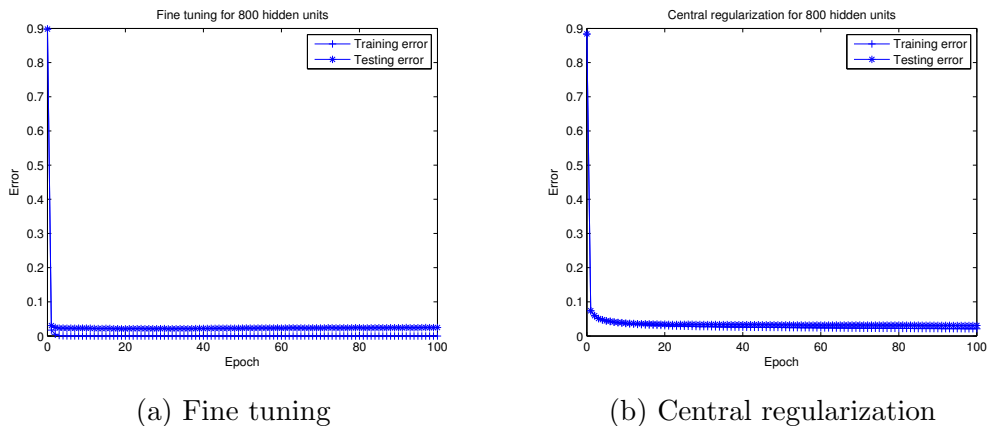 Fine tuning for 800 hidden units
0.9
0.8
0.7
0.6
0.5
0.4
0.3
0.2
0.1
0
Error
Training error
Testing error
0 20 40 60 80 100
Epoch
(a) Fine tuning
Central regularization for 800 hidden units
0.9
0.8
0.7
0.6
0.5
0.4
0.3
0.2
0.1
0
Error
Training error
Testing error
0 20 40 60 80 100
Epoch
(b) Central regularization